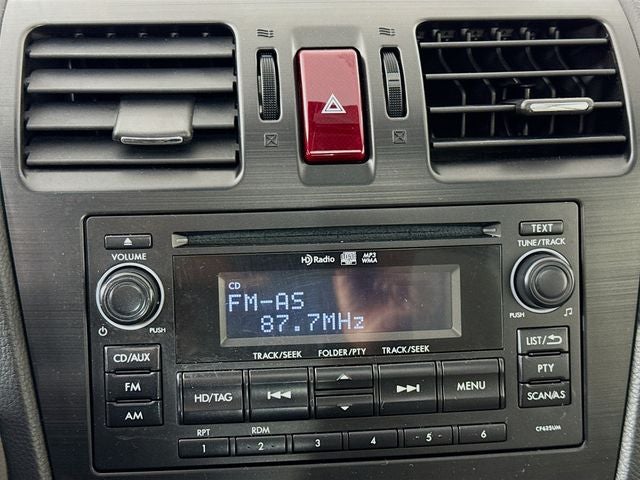 TEXT
VOLUME
TUNE/TRACK
HD Radio
MP3
WMA
CD
FM-AS
87.7MHz
PUSH
PUSH
TRACK/SEEK FOLDER/PTY TRACK/SEEK
CD/AUX
FM
AM
HD/TAG
MENU
LIST/
PTY
SCAN/AS
RPT RDM
1 2 3 4 5 6
CF625UM